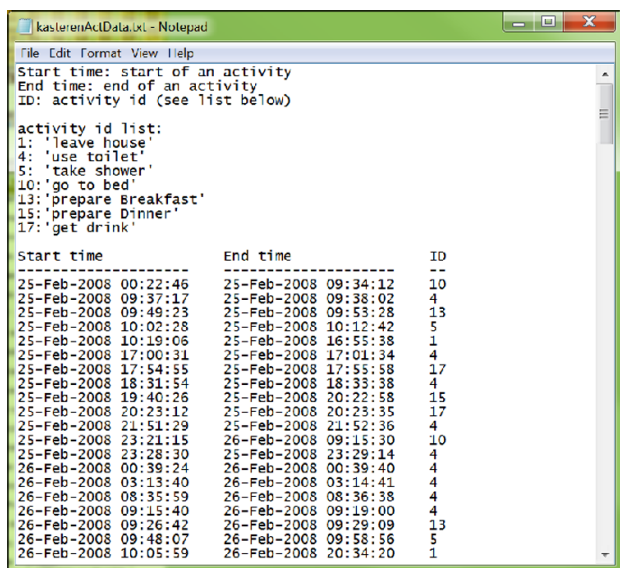 kasterenActData.txt - Notepad
File Edit Format View Help
Start time: start of an activity
End time: end of an activity
ID: activity id (see list below)
activity id list:
1: 'leave house'
4: 'use toilet'
5: 'take shower'
10:'go to bed'
13:'prepare Breakfast'
15:'prepare Dinner'
17:'get drink'
Start time End time ID
-------------------- -------------------- --
25-Feb-2008 00:22:46 25-Feb-2008 09:34:12 10
25-Feb-2008 09:37:17 25-Feb-2008 09:38:02 4
25-Feb-2008 09:49:23 25-Feb-2008 09:53:28 13
25-Feb-2008 10:02:28 25-Feb-2008 10:12:42 5
25-Feb-2008 10:19:06 25-Feb-2008 16:55:38 1
25-Feb-2008 17:00:31 25-Feb-2008 17:01:34 4
25-Feb-2008 17:54:55 25-Feb-2008 17:55:58 17
25-Feb-2008 18:31:54 25-Feb-2008 18:33:38 4
25-Feb-2008 19:40:26 25-Feb-2008 20:22:58 15
25-Feb-2008 20:23:12 25-Feb-2008 20:23:35 17
25-Feb-2008 21:51:29 25-Feb-2008 21:52:36 4
25-Feb-2008 23:21:15 26-Feb-2008 09:15:30 10
25-Feb-2008 23:28:30 25-Feb-2008 23:29:14 4
26-Feb-2008 00:39:24 26-Feb-2008 00:39:40 4
26-Feb-2008 03:13:40 26-Feb-2008 03:14:41 4
26-Feb-2008 08:35:59 26-Feb-2008 08:36:38 4
26-Feb-2008 09:15:40 26-Feb-2008 09:19:00 4
26-Feb-2008 09:26:42 26-Feb-2008 09:29:09 13
26-Feb-2008 09:48:07 26-Feb-2008 09:58:56 5
26-Feb-2008 10:05:59 26-Feb-2008 20:34:20 1